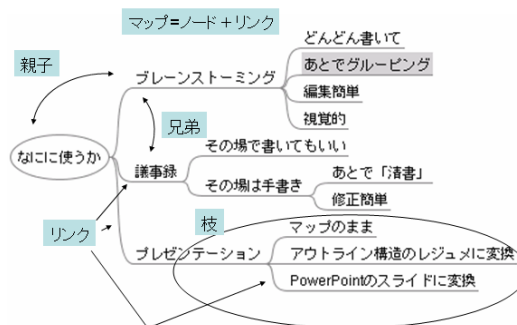 マップ=ノード+リンク
親子
ブレーンストーミング
どんどん書いて
あとでグルーピング
編集簡単
視覚的
兄弟
なにに使うか
議事録
その場で書いてもいい
その場は手書き
あとで「清書」
修正簡単
リンク
枝
プレゼンテーション
マップのまま
アウトライン構造のレジュメに変換
PowerPointのスライドに変換